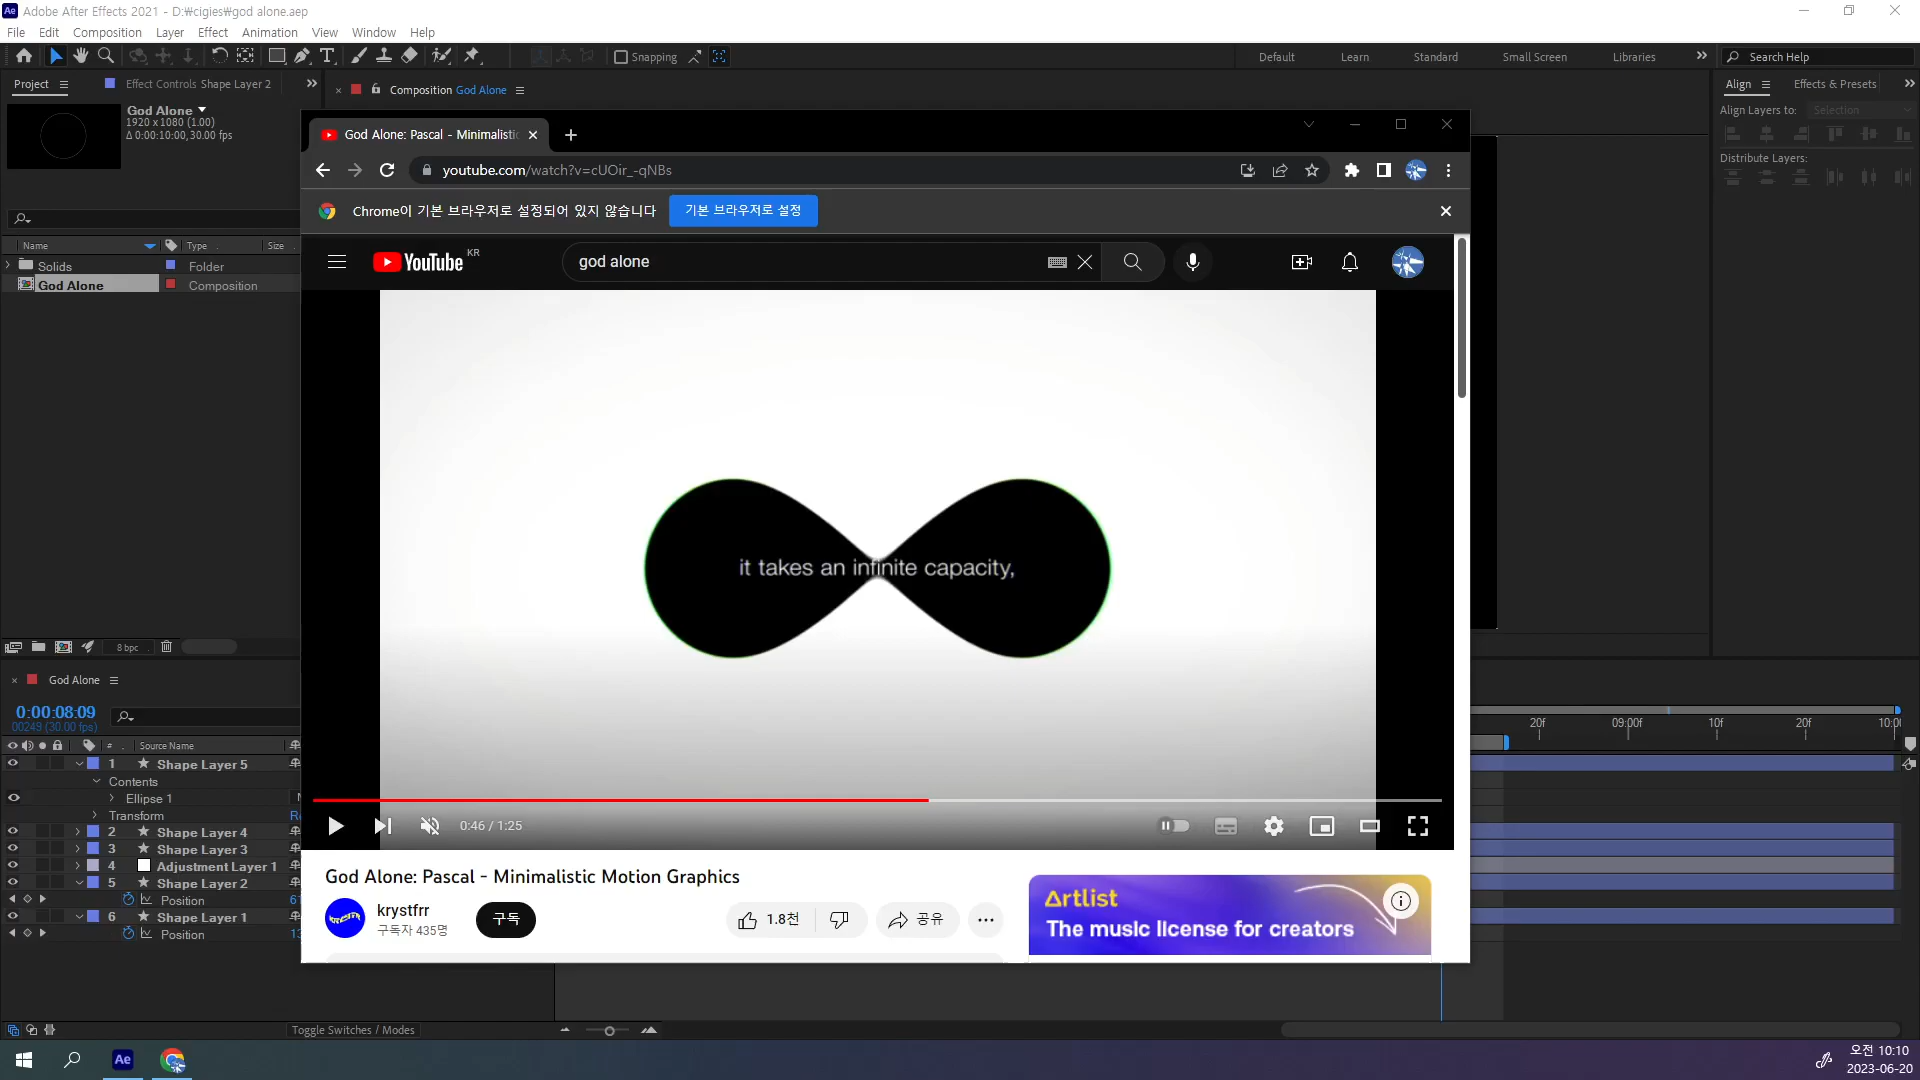 Adobe After Effects 2021 - D:₩cigies₩god alone.aep
File Edit Composition Layer Effect Animation View Window Help
Snapping
Default Learn Standard Small Screen Libraries
Search Help
Project Effect Controls Shape Layer 2
Composition God Alone
Align Effects & Presets
God Alone
1920 x 1080 (1.00)
Δ 0:00:10:00, 30.00 fps
Align Layers to: Selection
Distribute Layers:
God Alone: Pascal - Minimalistic
youtube.com/watch?v=cUOir_-qNBs
Chrome이 기본 브라우저로 설정되어 있지 않습니다 기본 브라우저로 설정
Name Type Size
Solids Folder
God Alone Composition
YouTube KR
god alone
it takes an infinite capacity,
0:46 / 1:25
God Alone: Pascal - Minimalistic Motion Graphics
krystfrr
구독자 435명
구독
1.8천
공유
Artlist
The music license for creators
8 bpc
God Alone
0:00:08:09
00249 (30.00 fps)
# Source Name
1 Shape Layer 5
Contents
Ellipse 1
Transform
2 Shape Layer 4
3 Shape Layer 3
4 Adjustment Layer 1
5 Shape Layer 2
Position
6 Shape Layer 1
Position
20f 09:00f 10f 20f
Toggle Switches / Modes
Ae
오전 10:10
2023-06-20